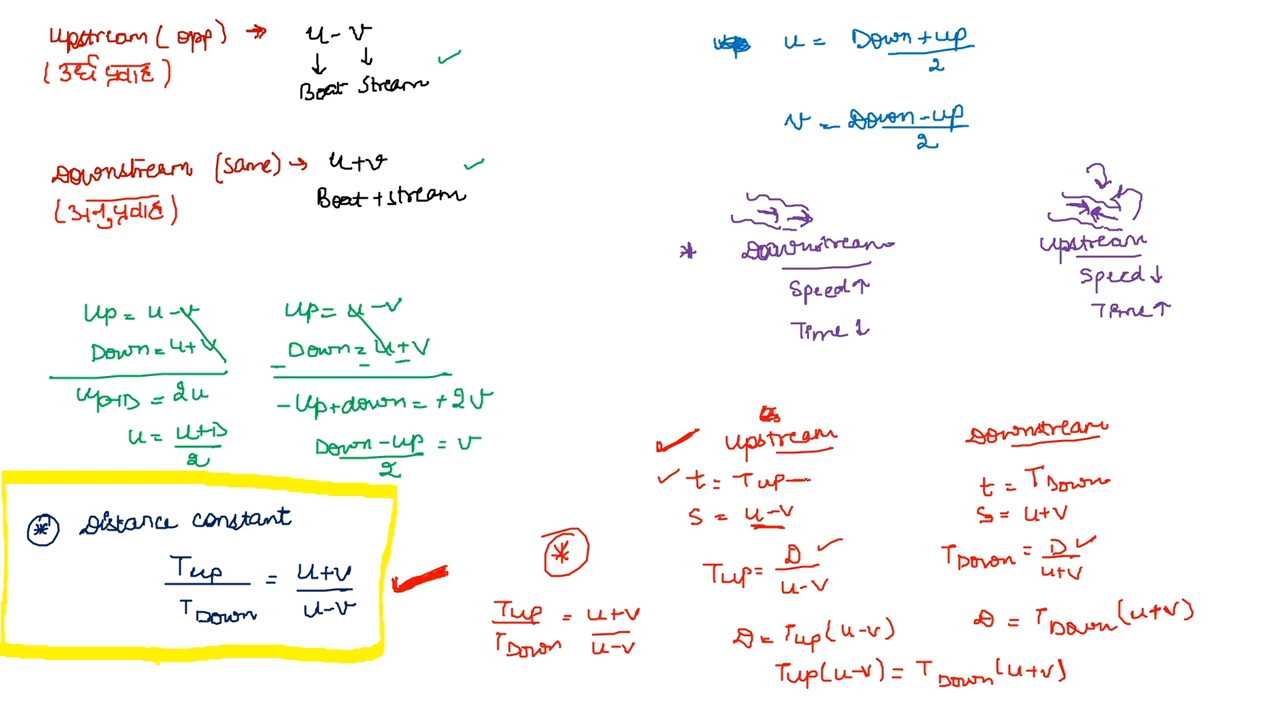 Upstream (opp) → u - v
↓ ↓
Boat Stream ✓
(उर्ध्व प्रवाह)
Downstream (Same) → u+v ✓
Boat + Stream
(अनुप्रवाह)
u = Down + up / 2
v = Down - up / 2
* Downstream
Speed ↑
Time ↓
Upstream
Speed ↓
Time ↑
Up = u - v
Down = u + v
Up+D = 2u
u = u+D / 2
Up = u - v
Down = u + v
- Up + down = +2v
Down - up / 2 = v
* Distance constant
Tup / TDown = u+v / u-v
* 
Tup / TDown = u+v / u-v
✓ Upstream
✓ t = Tup
S = u-v
Tup = D / u-v ✓
D = Tup(u-v)
Downstream
t = TDown
S = u+v
TDown = D / u+v ✓
D = TDown(u+v)
Tup(u-v) = TDown(u+v)